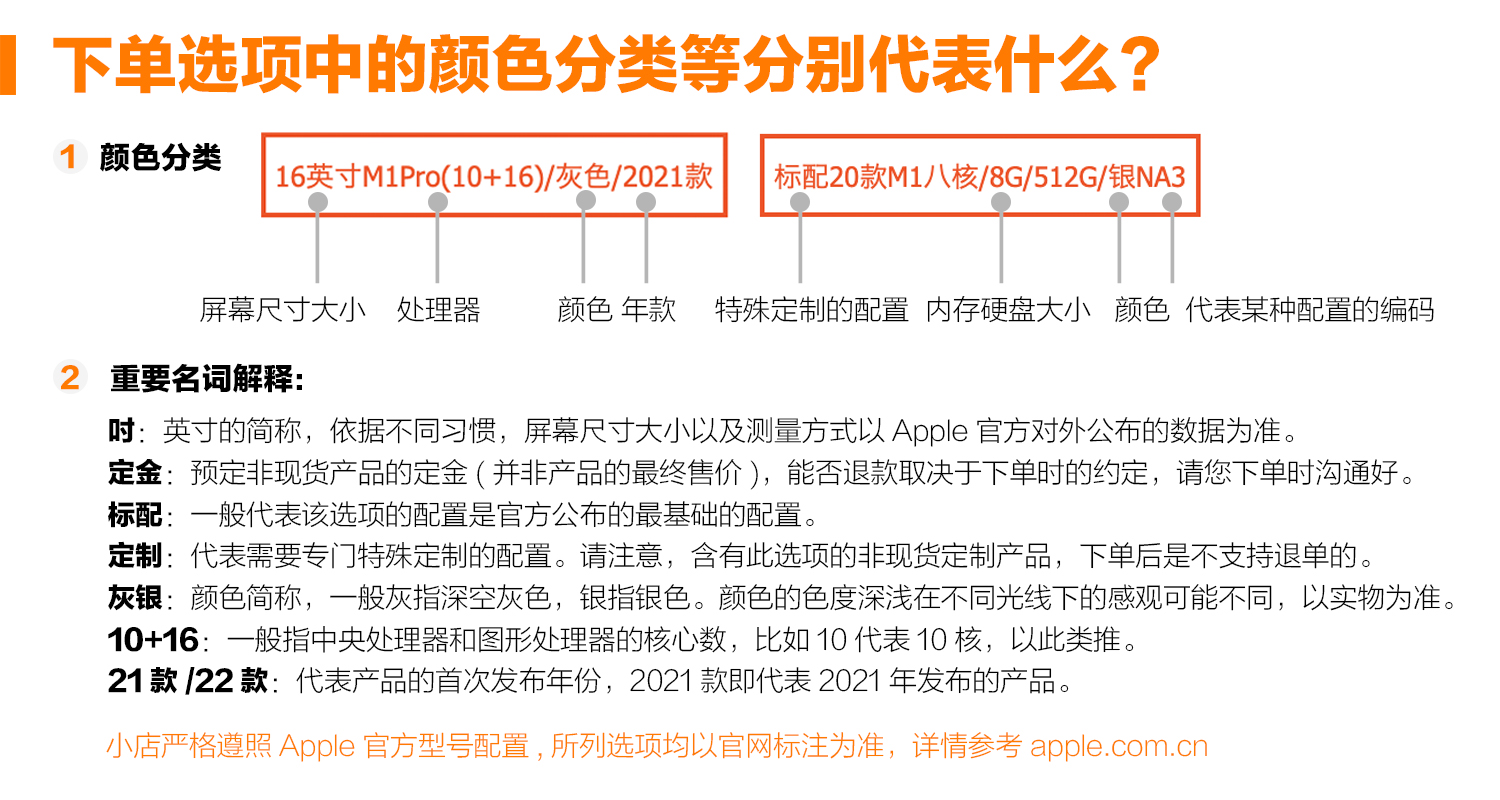 下单选项中的颜色分类等分别代表什么?
1 颜色分类
16英寸M1Pro(10+16)/灰色/2021款
标配20款M1八核/8G/512G/银NA3
屏幕尺寸大小 处理器 颜色 年款 特殊定制的配置 内存硬盘大小 颜色 代表某种配置的编码
2 重要名词解释:
吋：英寸的简称，依据不同习惯，屏幕尺寸大小以及测量方式以 Apple 官方对外公布的数据为准。
定金：预定非现货产品的定金 ( 并非产品的最终售价 )，能否退款取决于下单时的约定，请您下单时沟通好。
标配：一般代表该选项的配置是官方公布的最基础的配置。
定制：代表需要专门特殊定制的配置。请注意，含有此选项的非现货定制产品，下单后是不支持退单的。
灰银：颜色简称，一般灰指深空灰色，银指银色。颜色的色度深浅在不同光线下的感观可能不同，以实物为准。
10+16：一般指中央处理器和图形处理器的核心数，比如 10 代表 10 核，以此类推。
21 款 /22 款：代表产品的首次发布年份，2021 款即代表 2021 年发布的产品。
小店严格遵照 Apple 官方型号配置 , 所列选项均以官网标注为准，详情参考 apple.com.cn